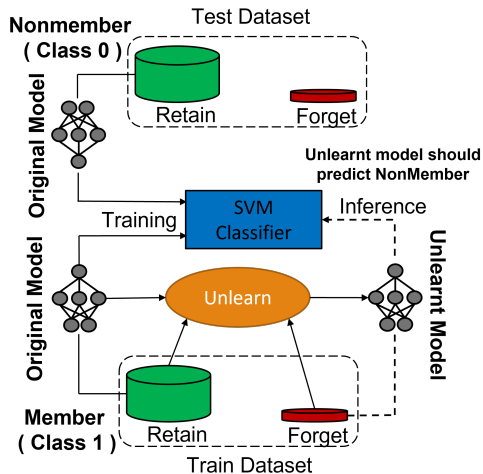 Test Dataset
Nonmember
( Class 0 )
Retain
Forget
Original Model
Unlearnt model should
predict NonMember
Training
SVM
Classifier
Inference
Original Model
Unlearn
Unlearnt Model
Member
( Class 1 )
Retain
Forget
Train Dataset